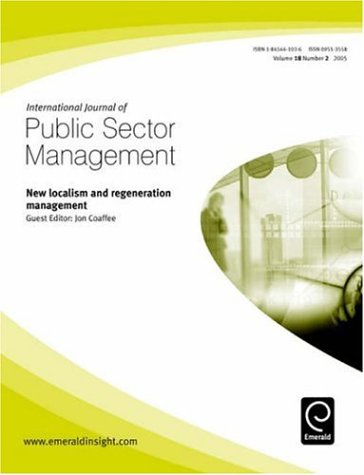 ISBN 1-84544-103-6 ISSN 0951-3558
Volume 18 Number 2 2005
International Journal of
Public Sector
Management
New localism and regeneration
management
Guest Editor: Jon Coaffee
www.emeraldinsight.com
Emerald